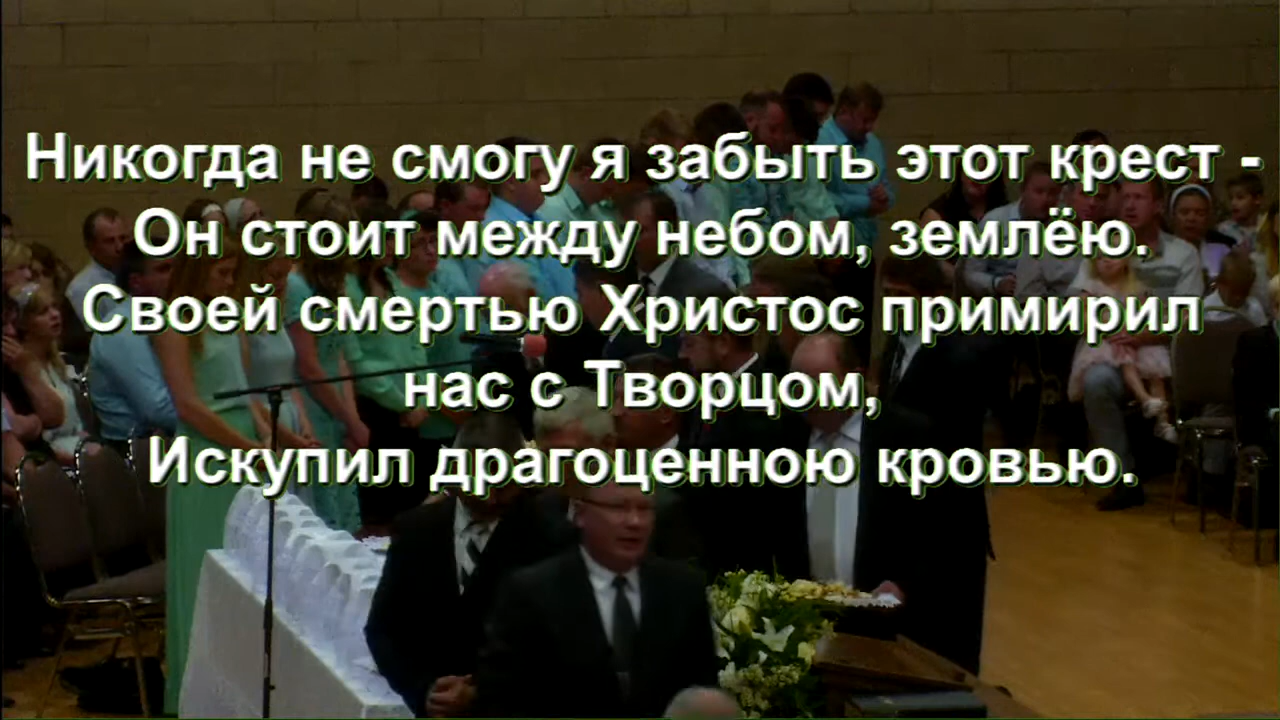 Никогда не смогу я забыть этот крест -
Он стоит между небом, землёю.
Своей смертью Христос примирил
нас с Творцом,
Искупил драгоценною кровью.